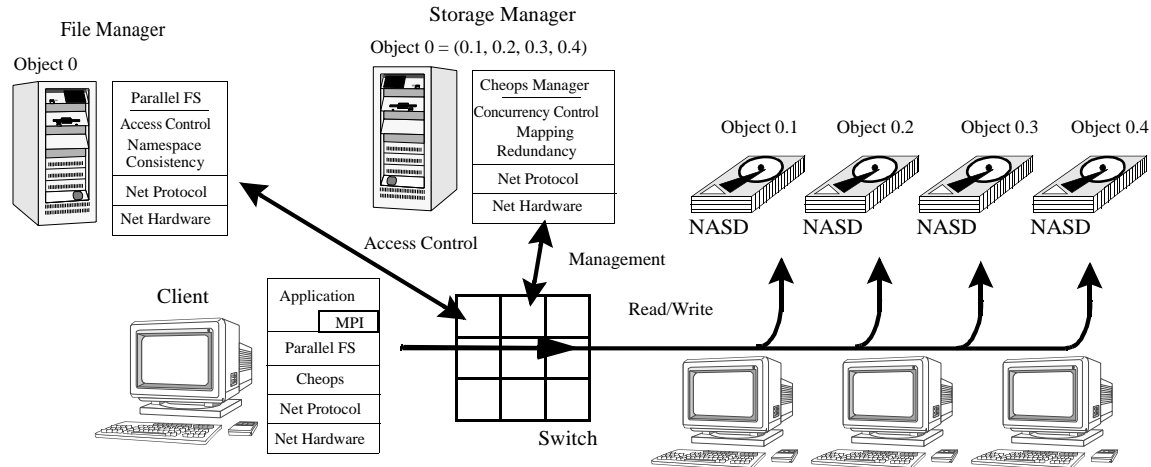 File Manager
Object 0
Parallel FS
Access Control
Namespace
Consistency
Net Protocol
Net Hardware
Storage Manager
Object 0 = (0.1, 0.2, 0.3, 0.4)
Cheops Manager
Concurrency Control
Mapping
Redundancy
Net Protocol
Net Hardware
Object 0.1
Object 0.2
Object 0.3
Object 0.4
NASD
NASD
NASD
NASD
Access Control
Management
Read/Write
Client
Application
MPI
Parallel FS
Cheops
Net Protocol
Net Hardware
Switch